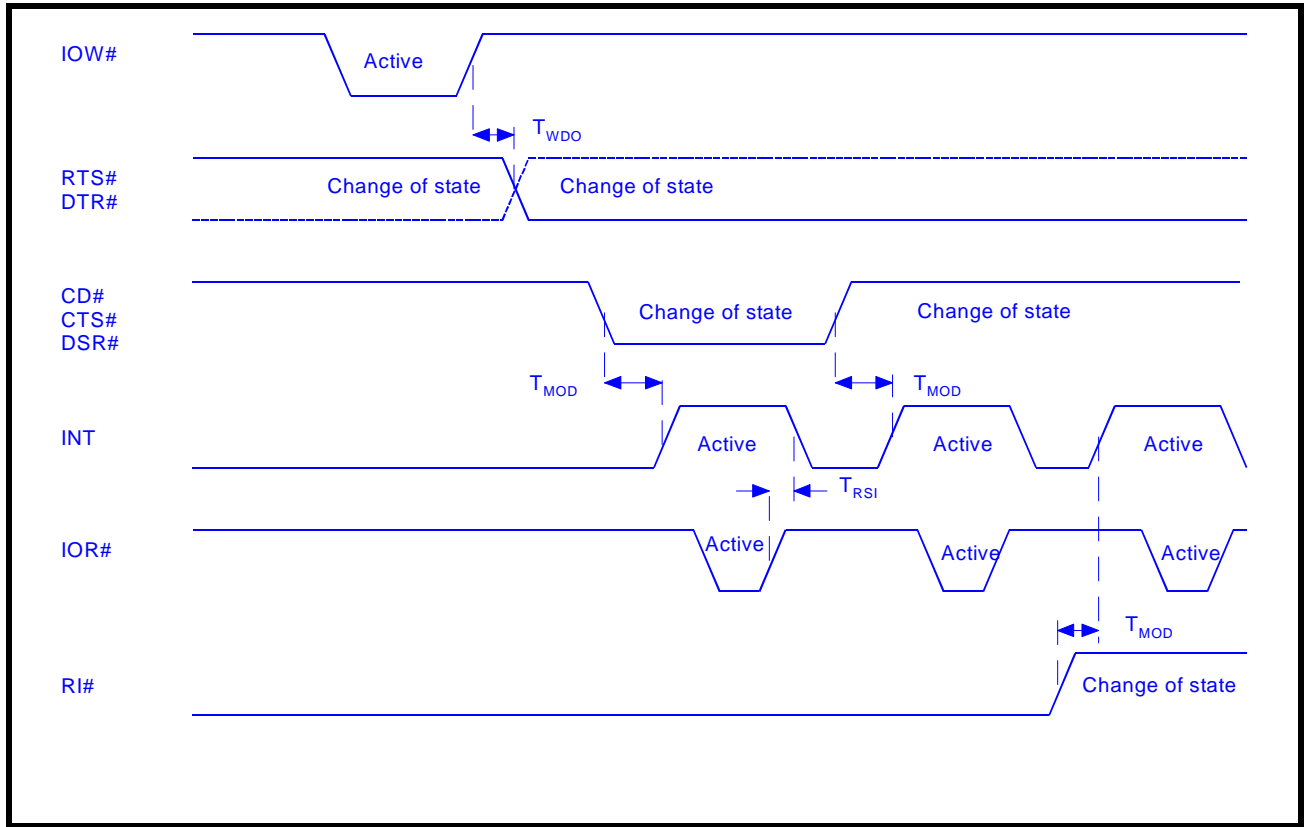 IOW#
Active
TWDO
RTS#
DTR#
Change of state
Change of state
CD#
CTS#
DSR#
Change of state
Change of state
TMOD
TMOD
INT
Active
Active
Active
TRSI
IOR#
Active
Active
Active
TMOD
RI#
Change of state